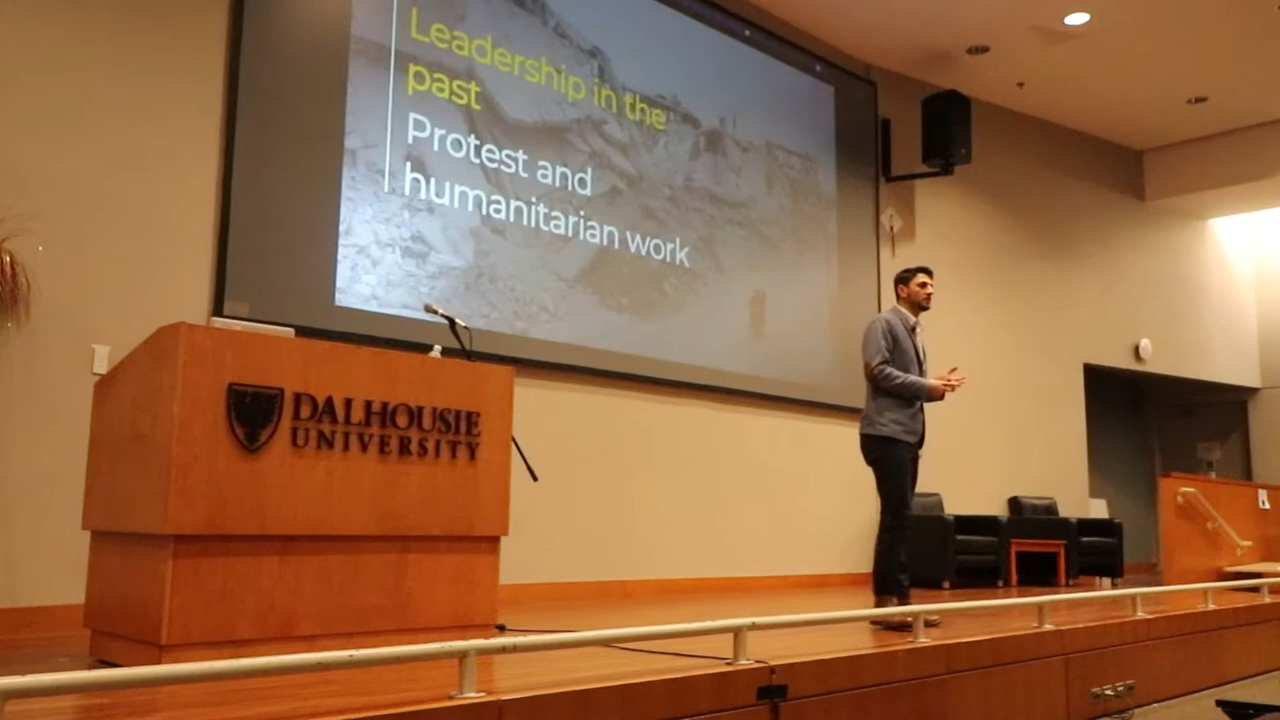 Leadership in the
past
Protest and
humanitarian work
DALHOUSIE
UNIVERSITY